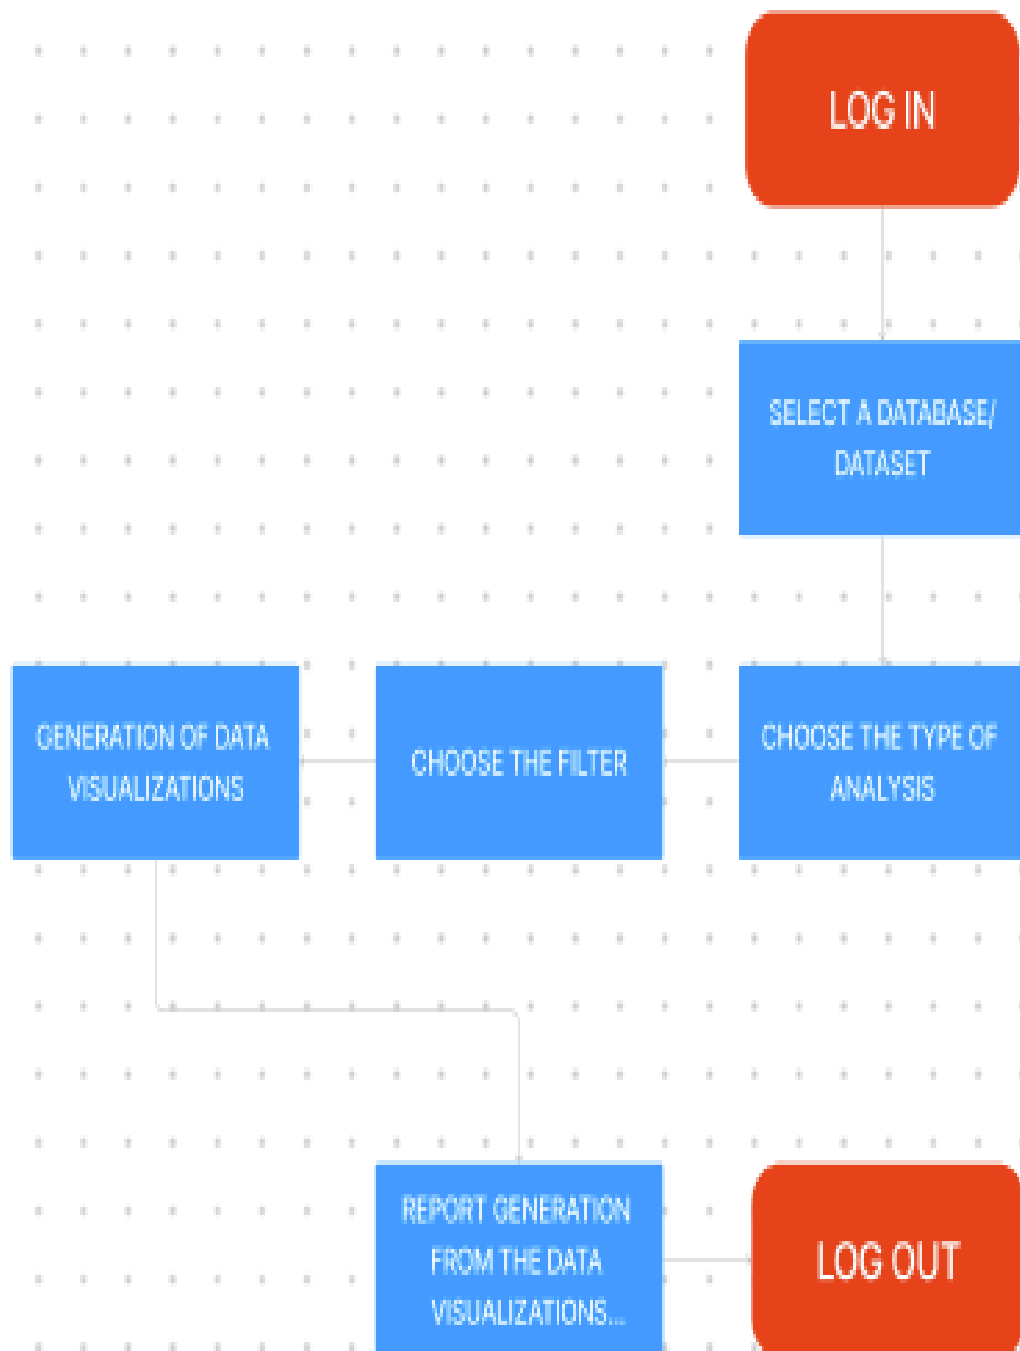 LOG IN
SELECT A DATABASE/
DATASET
CHOOSE THE TYPE OF
ANALYSIS
CHOOSE THE FILTER
GENERATION OF DATA
VISUALIZATIONS
REPORT GENERATION
FROM THE DATA
VISUALIZATIONS...
LOG OUT